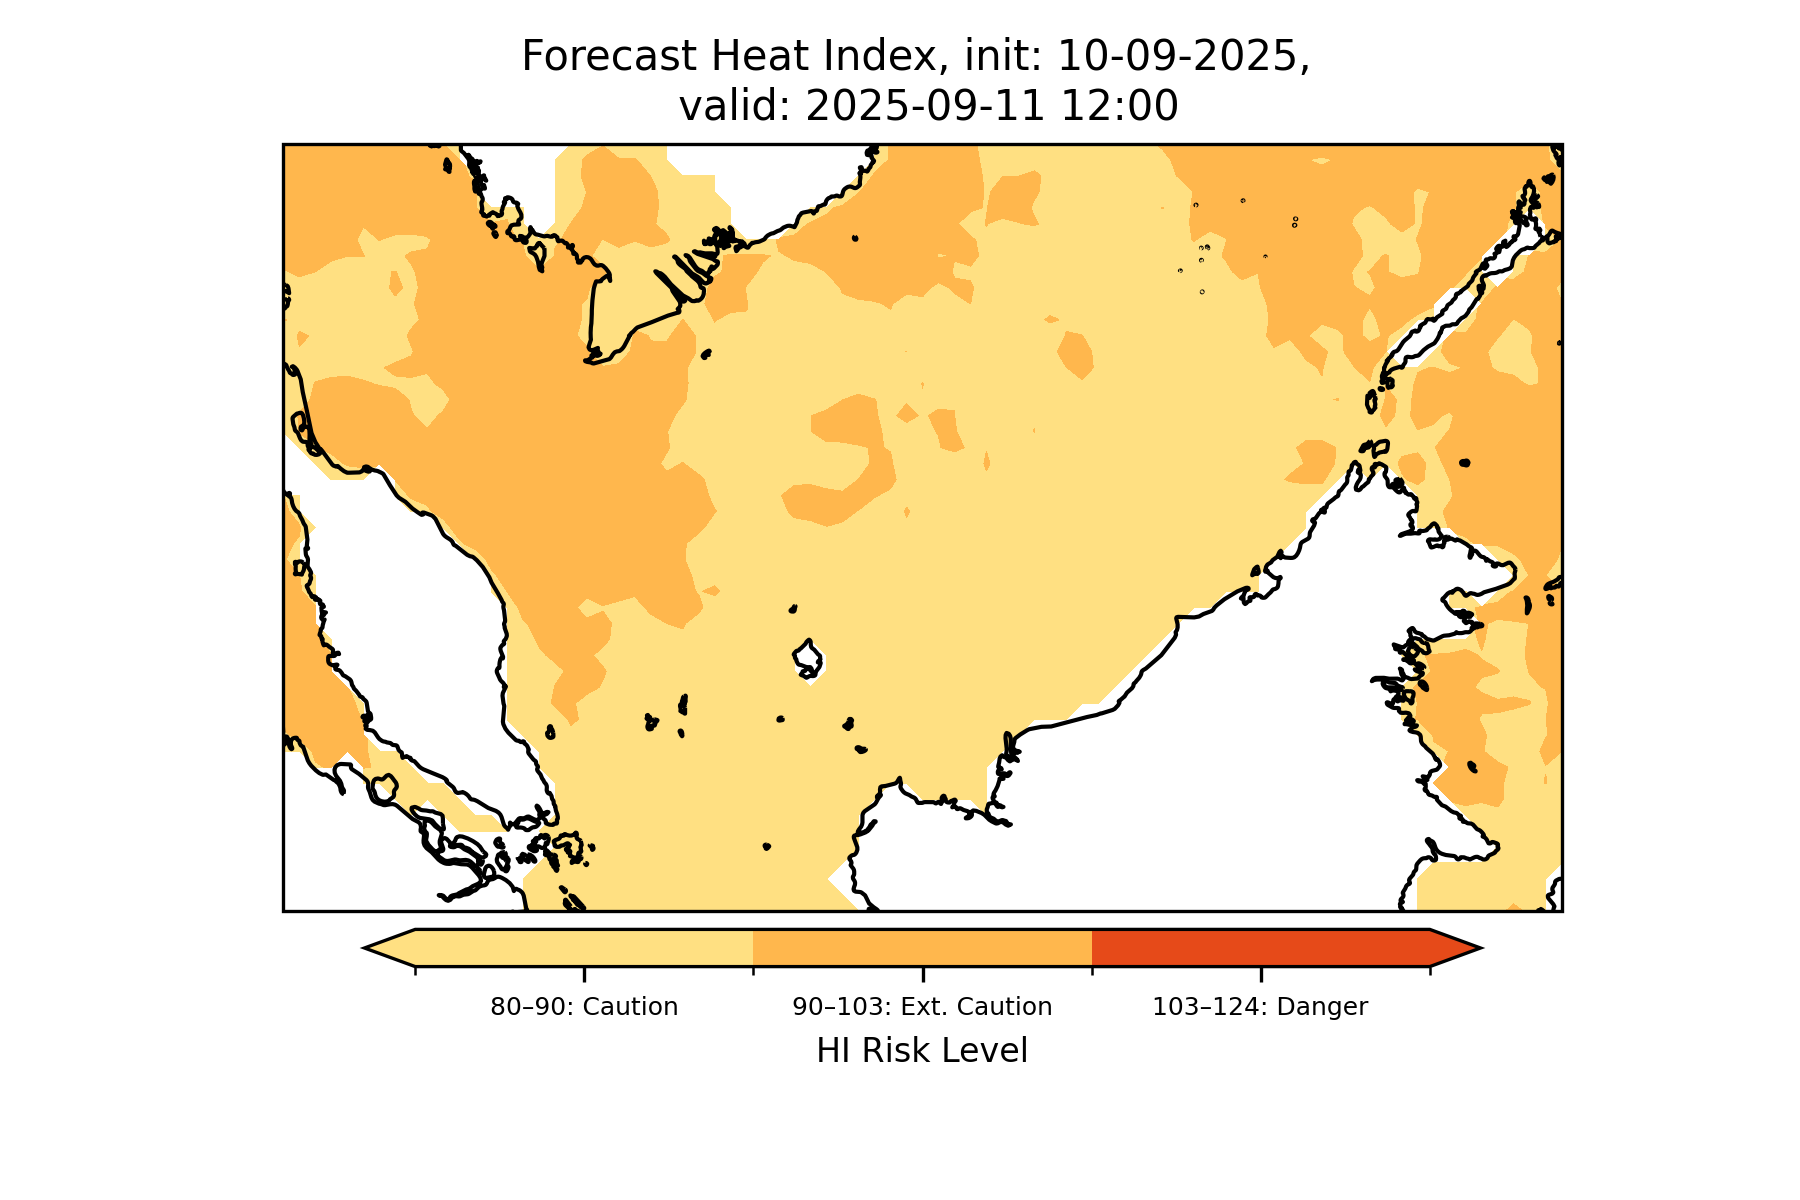 Forecast Heat Index, init: 10-09-2025,
valid: 2025-09-11 12:00
80–90: Caution
90–103: Ext. Caution
103–124: Danger
HI Risk Level